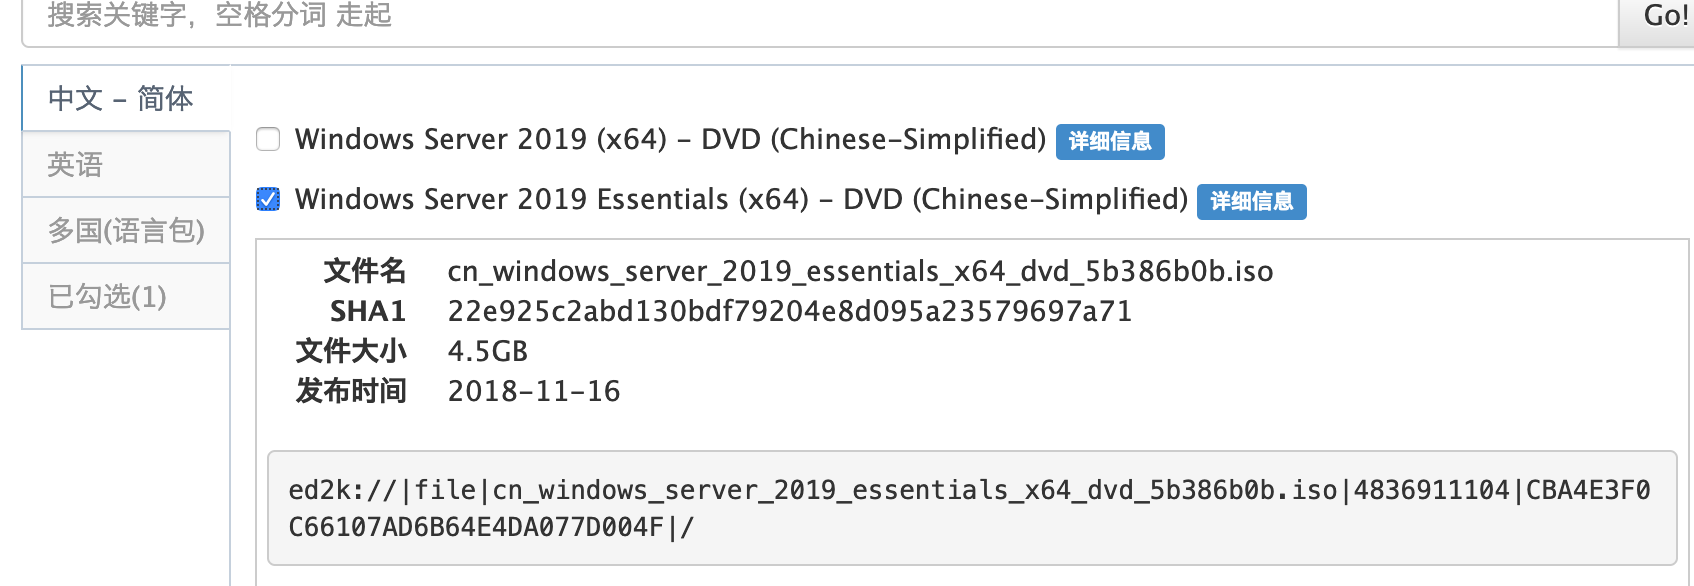 搜索关键字，空格分词 走起
Go!
中文 - 简体
英语
多国(语言包)
已勾选(1)
Windows Server 2019 (x64) - DVD (Chinese-Simplified) 详细信息
Windows Server 2019 Essentials (x64) - DVD (Chinese-Simplified) 详细信息
文件名 cn_windows_server_2019_essentials_x64_dvd_5b386b0b.iso
SHA1 22e925c2abd130bdf79204e8d095a23579697a71
文件大小 4.5GB
发布时间 2018-11-16
ed2k://|file|cn_windows_server_2019_essentials_x64_dvd_5b386b0b.iso|4836911104|CBA4E3F0
C66107AD6B64E4DA077D004F|/